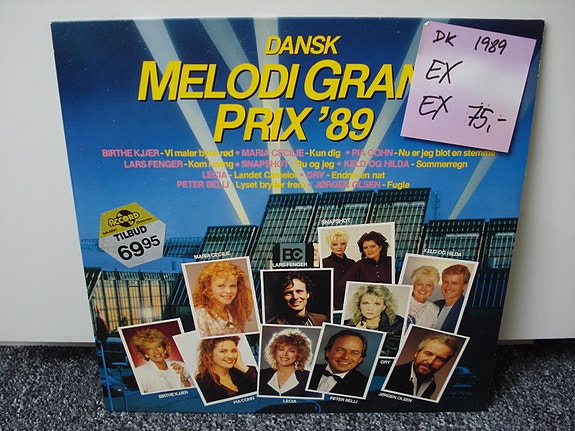 DANSK
MELODI GRAN
PRIX '89
DK 1989
EX
EX 75,-
BIRTHE KJÆR - Vi maler byen rød • MARIA CECILIE - Kun dig • PIA COHN - Nu er jeg blot en stemme
LARS FENGER - Kom i sving • SNAPSHOT - Du og jeg • KELD OG HILDA - Sommerregn
LECIA - Landet Camelot • GRY - Endnu en nat
PETER BELLI - Lyset bryder frem • JØRGEN OLSEN - Fugle
ACCORD
TILBUD
69.95
SNAPSHOT
MARIA CECILIE
LARS FENGER
KELD OG HILDA
GRY
BIRTHE KJÆR
PIA COHN
LECIA
PETER BELLI
JØRGEN OLSEN